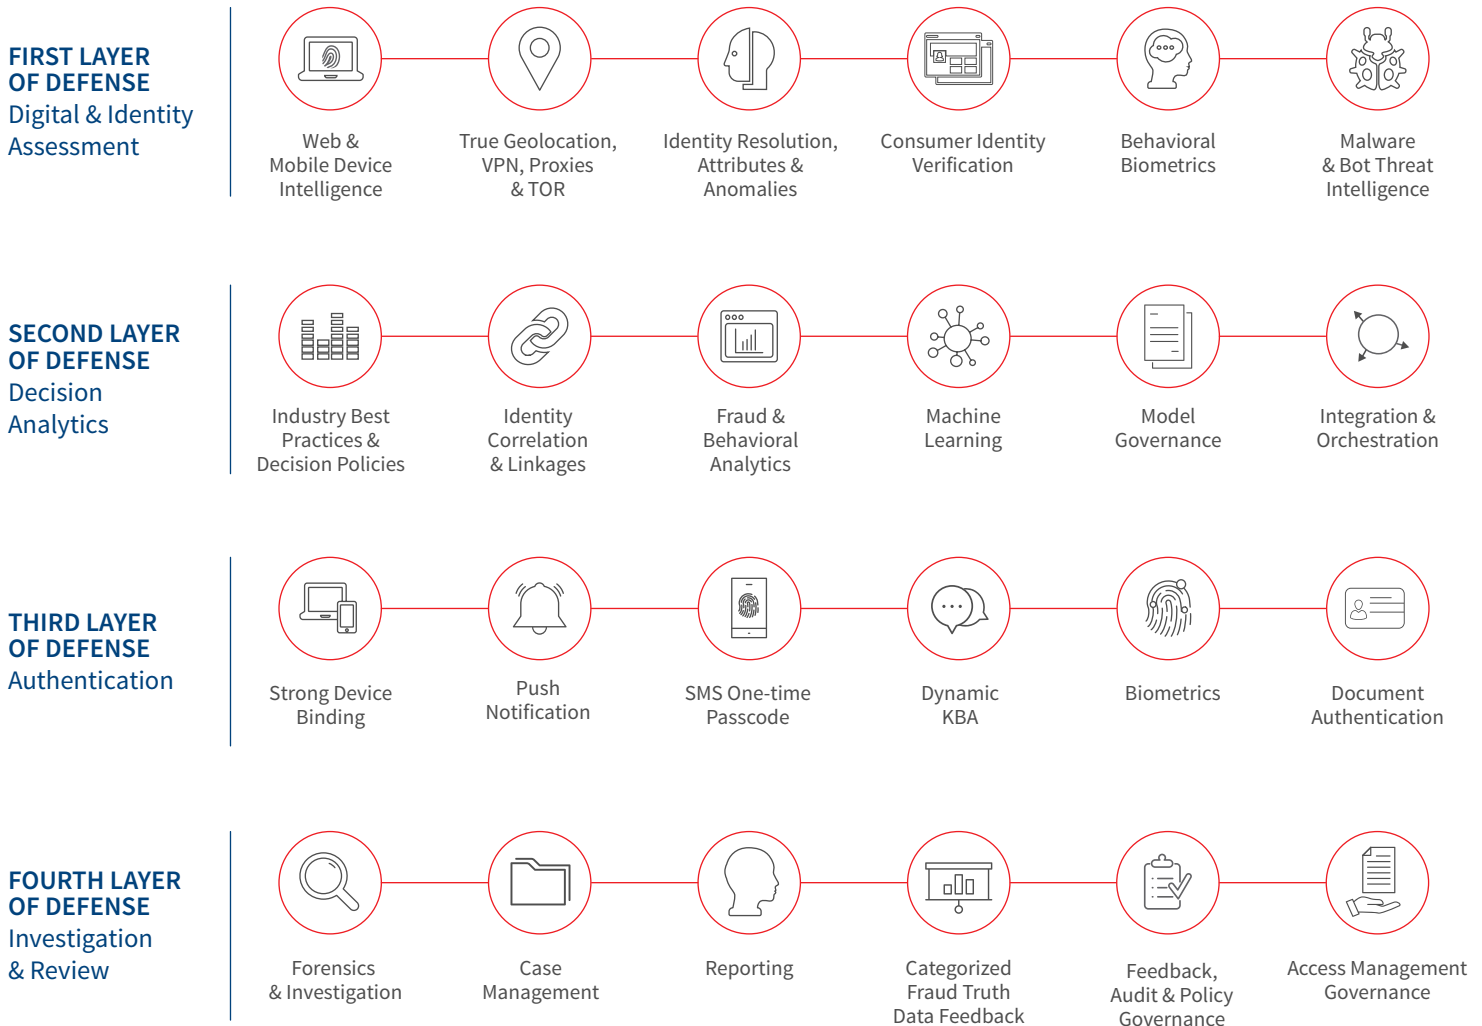 FIRST LAYER
OF DEFENSE
Digital & Identity
Assessment
Web &
Mobile Device
Intelligence
True Geolocation,
VPN, Proxies
& TOR
Identity Resolution,
Attributes &
Anomalies
Consumer Identity
Verification
Behavioral
Biometrics
Malware
& Bot Threat
Intelligence
SECOND LAYER
OF DEFENSE
Decision
Analytics
Industry Best
Practices &
Decision Policies
Identity
Correlation
& Linkages
Fraud &
Behavioral
Analytics
Machine
Learning
Model
Governance
Integration &
Orchestration
THIRD LAYER
OF DEFENSE
Authentication
Strong Device
Binding
Push
Notification
SMS One-time
Passcode
Dynamic
KBA
Biometrics
Document
Authentication
FOURTH LAYER
OF DEFENSE
Investigation
& Review
Forensics
& Investigation
Case
Management
Reporting
Categorized
Fraud Truth
Data Feedback
Feedback,
Audit & Policy
Governance
Access Management
Governance